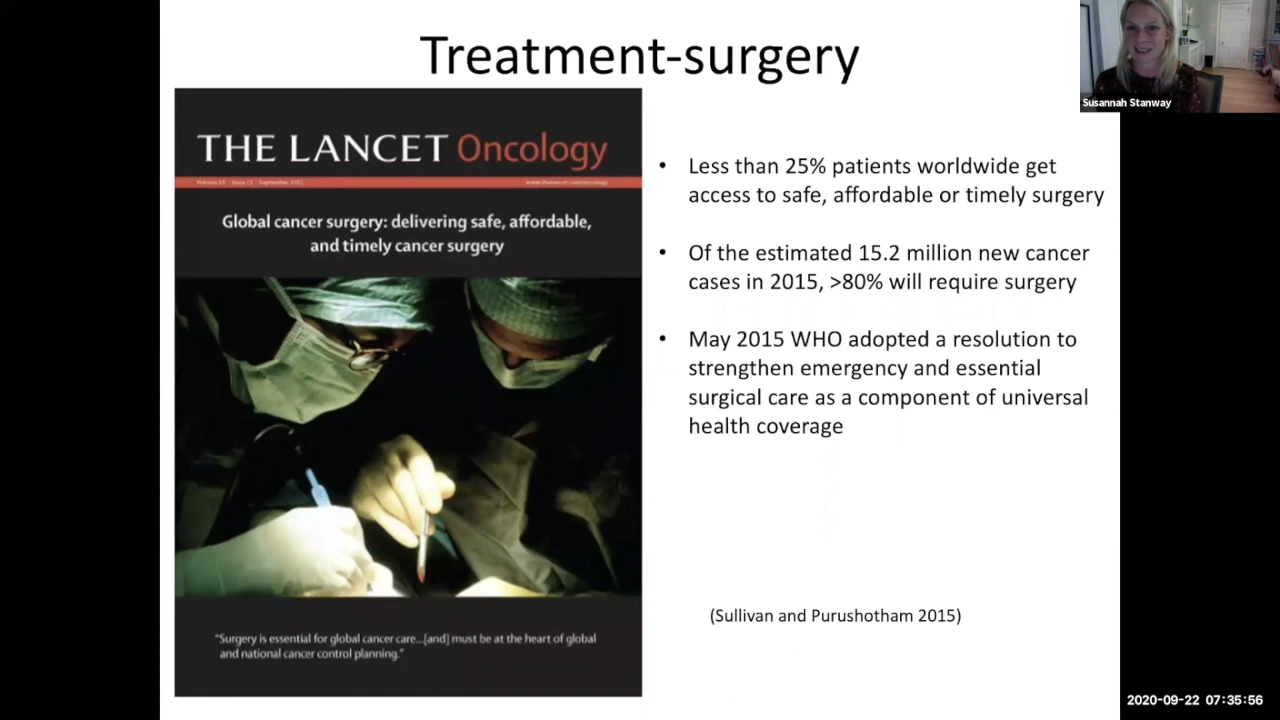 Treatment-surgery
Susannah Stanway
THE LANCET Oncology
www.thelancet.com/oncology
Global cancer surgery: delivering safe, affordable,
and timely cancer surgery
"Surgery is essential for global cancer care...[and] must be at the heart of global
and national cancer control planning."
• Less than 25% patients worldwide get
access to safe, affordable or timely surgery
• Of the estimated 15.2 million new cancer
cases in 2015, >80% will require surgery
• May 2015 WHO adopted a resolution to
strengthen emergency and essential
surgical care as a component of universal
health coverage
(Sullivan and Purushotham 2015)
2020-09-22 07:35:56